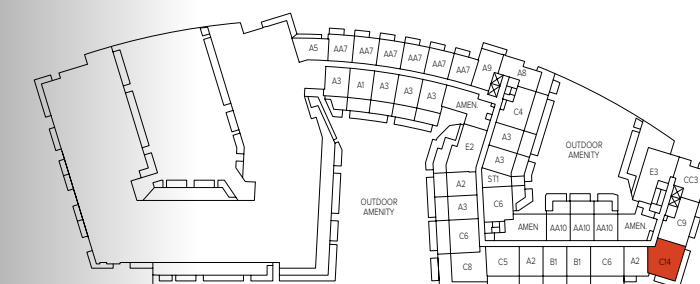 A5 AA7 AA7 AA7 AA7 AA7 AA7 A9 A8
A3 A1 A3 A3 A3 AMEN. C4
A3
E2 OUTDOOR
AMENITY
A3 E3
ST1 CC3
A2
OUTDOOR
AMENITY
A3 C6
AMEN AA10 AA10 AA10 AMEN. C9
C6
C8 C5 A2 B1 B1 C6 A2 C14